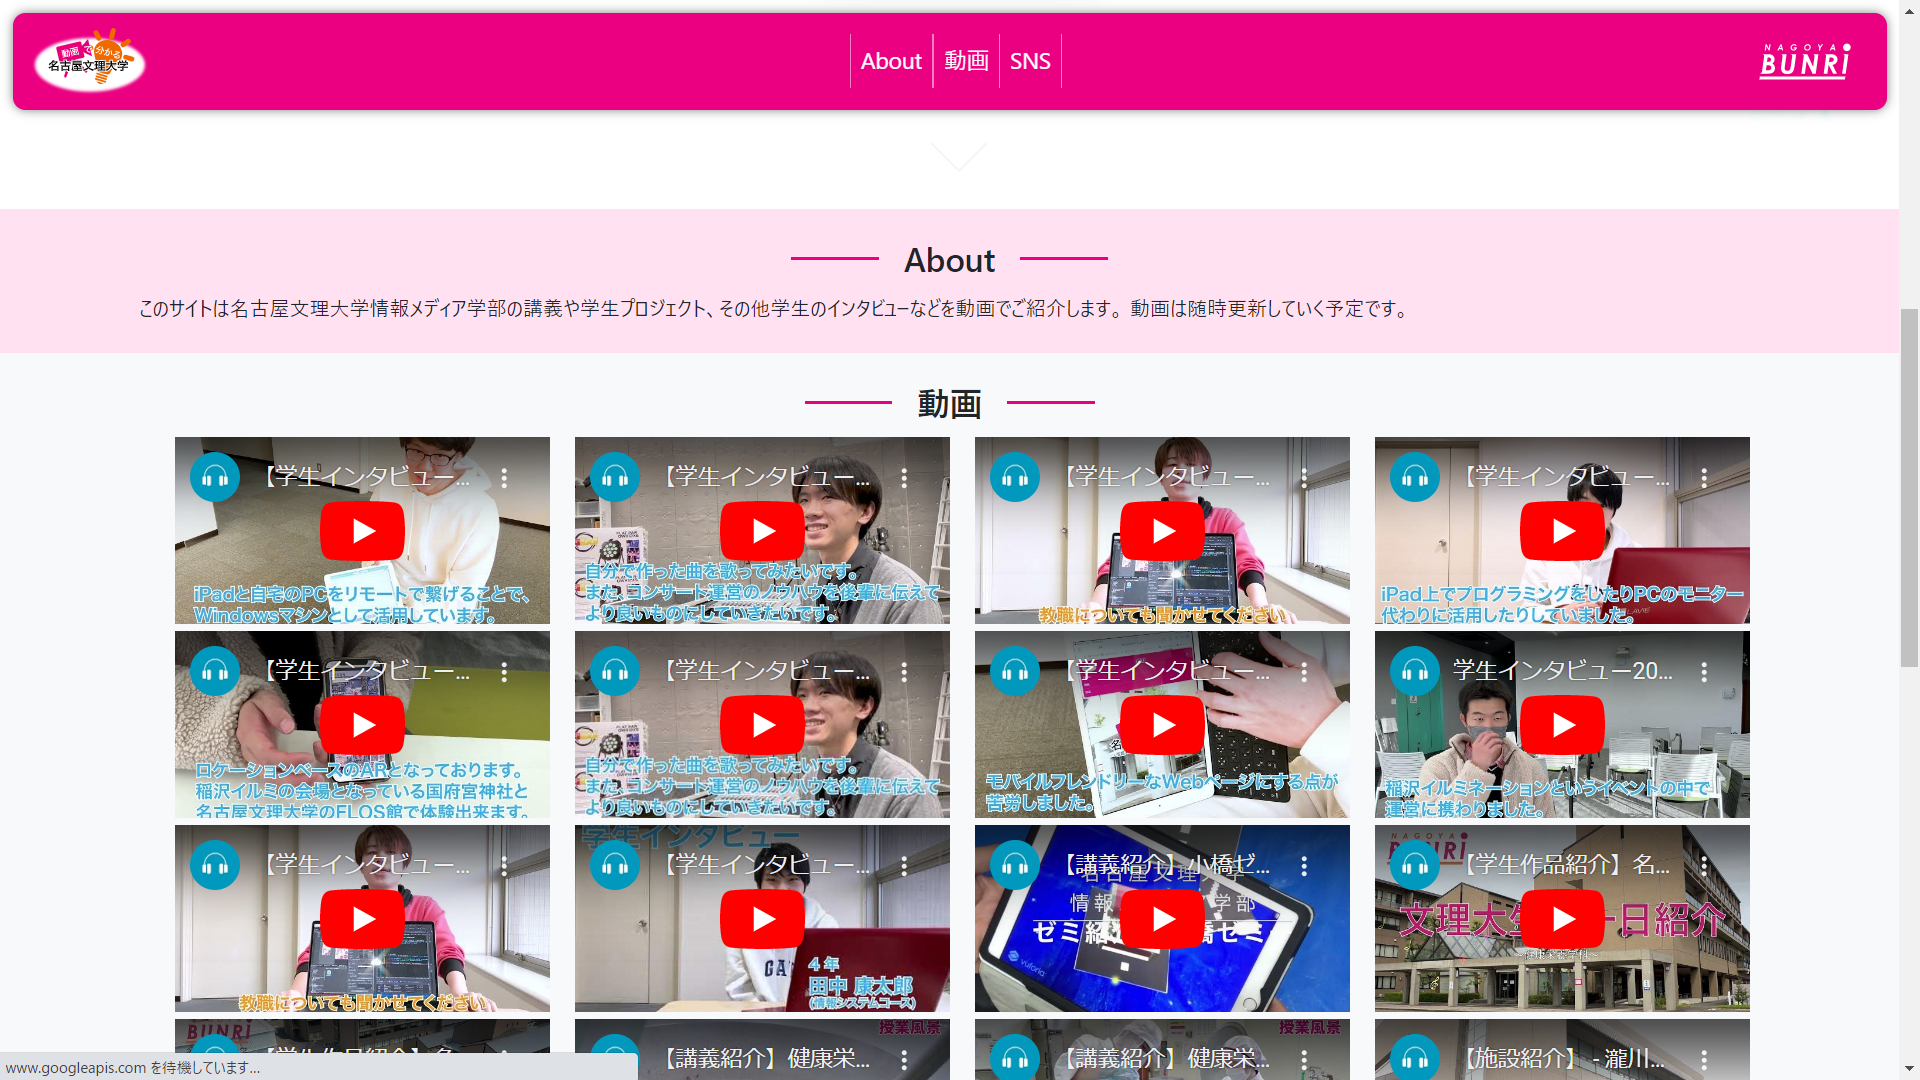 動画で分かる
名古屋文理大学
About
動画
SNS
NAGOYA
BUNRI
About
このサイトは名古屋文理大学情報メディア学部の講義や学生プロジェクト、その他学生のインタビューなどを動画でご紹介します。 動画は随時更新していく予定です。
動画
【学生インタビュー...
iPadと自宅のPCをリモートで繋げることで、
Windowsマシンとして活用しています。
【学生インタビュー...
自分で作った曲を歌ってみたいです。
また、コンサート運営のノウハウを後輩に伝えて
より良いものにしていきたいです。
【学生インタビュー...
教職についても聞かせてください
【学生インタビュー...
iPad上でプログラミングをしたりPCのモニター
代わりに活用したりしていました。
【学生インタビュー...
ロケーションベースのARとなっております。
稲沢イルミの会場となっている国府宮神社と
名古屋文理大学のFLOS館で体験出来ます。
【学生インタビュー...
自分で作った曲を歌ってみたいです。
また、コンサート運営のノウハウを後輩に伝えて
より良いものにしていきたいです。
【学生インタビュー...
モバイルフレンドリーなWebページにする点が
苦労しました。
学生インタビュー20...
稲沢イルミネーションというイベントの中で
運営に携わりました。
【学生インタビュー...
教職についても聞かせてください
学生インタビュー
【学生インタビュー...
4年
田中 康太郎
(情報システムコース)
【講義紹介】小橋ゼ...
名古屋文理大学
情報
学部
vuforia
NAGOYA
【学生作品紹介】名...
文理大生
一日紹介
～健康栄養学科～
BUNRI
授業風景
【講義紹介】健康栄...
授業風景
【講義紹介】健康栄...
【施設紹介】 - 瀧川...
www.googleapis.com を待機しています...